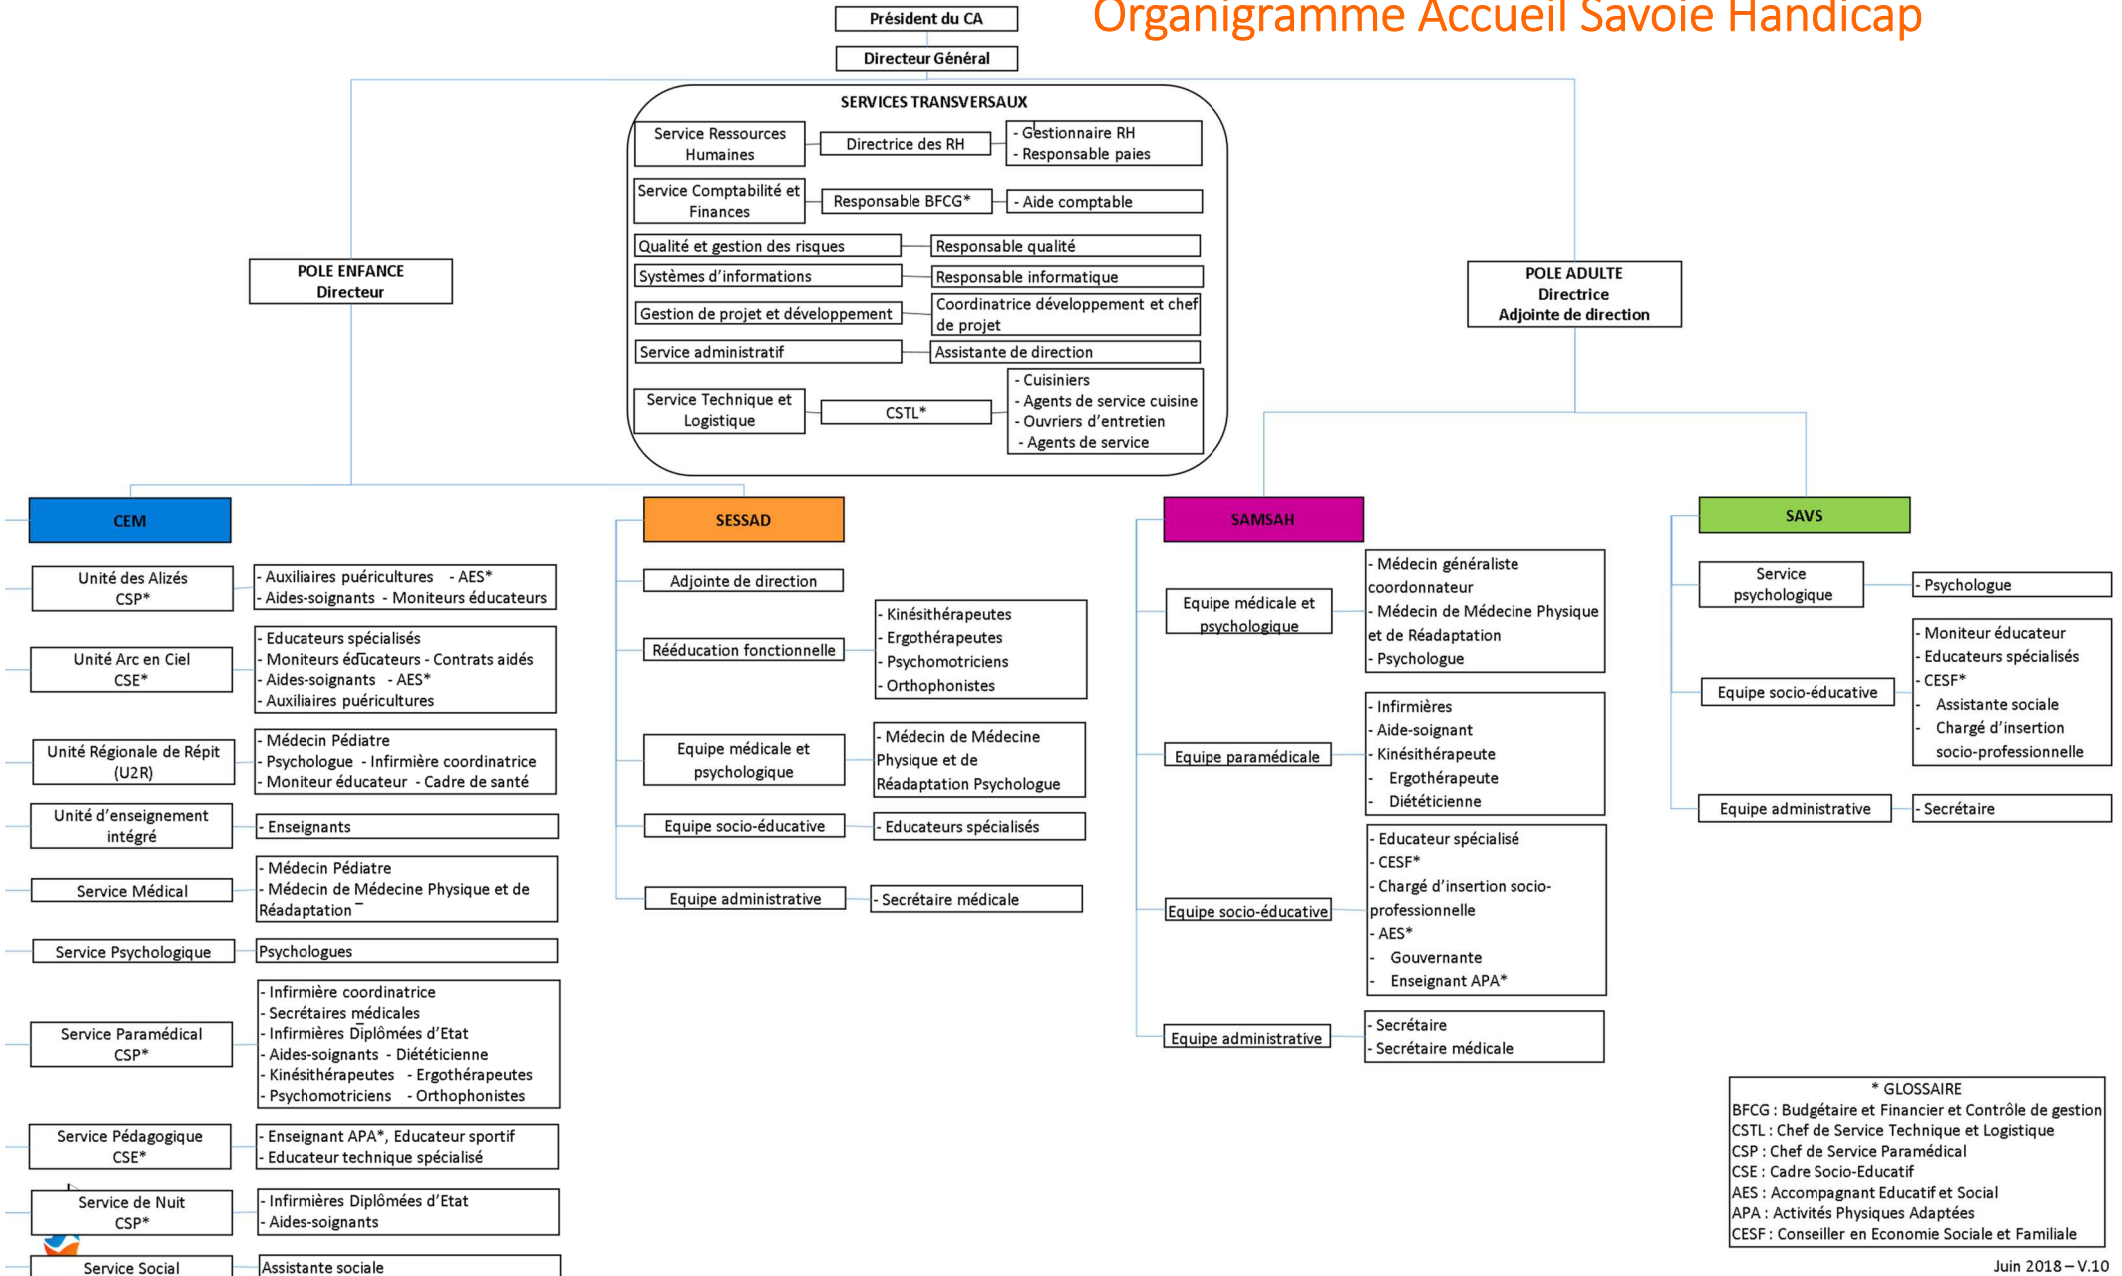 Organigramme Accueil Savoie Handicap
Président du CA
Directeur Général
SERVICES TRANSVERSAUX
Service Ressources
Humaines
Directrice des RH
- Gestionnaire RH
- Responsable paies
Service Comptabilité et
Finances
Responsable BFCG*
- Aide comptable
Qualité et gestion des risques
Responsable qualité
Systèmes d'informations
Responsable informatique
Gestion de projet et développement
Coordinatrice développement et chef
de projet
Service administratif
Assistante de direction
Service Technique et
Logistique
CSTL*
- Cuisiniers
- Agents de service cuisine
- Ouvriers d'entretien
- Agents de service
POLE ENFANCE
Directeur
POLE ADULTE
Directrice
Adjointe de direction
CEM
Unité des Alizés
CSP*
- Auxiliaires puéricultures - AES*
- Aides-soignants - Moniteurs éducateurs
Unité Arc en Ciel
CSE*
- Educateurs spécialisés
- Moniteurs éducateurs - Contrats aidés
- Aides-soignants - AES*
- Auxiliaires puéricultures
Unité Régionale de Répit
(U2R)
- Médecin Pédiatre
- Psychologue - Infirmière coordinatrice
- Moniteur éducateur - Cadre de santé
Unité d'enseignement
intégré
- Enseignants
Service Médical
- Médecin Pédiatre
- Médecin de Médecine Physique et de
Réadaptation
Service Psychologique
Psychologues
Service Paramédical
CSP*
- Infirmière coordinatrice
- Secrétaires médicales
- Infirmières Diplômées d'Etat
- Aides-soignants - Diététicienne
- Kinésithérapeutes - Ergothérapeutes
- Psychomotriciens - Orthophonistes
Service Pédagogique
CSE*
- Enseignant APA*, Educateur sportif
- Educateur technique spécialisé
Service de Nuit
CSP*
- Infirmières Diplômées d'Etat
- Aides-soignants
Service Social
Assistante sociale
SESSAD
Adjointe de direction
Rééducation fonctionnelle
- Kinésithérapeutes
- Ergothérapeutes
- Psychomotriciens
- Orthophonistes
Equipe médicale et
psychologique
- Médecin de Médecine
Physique et de
Réadaptation Psychologue
Equipe socio-éducative
- Educateurs spécialisés
Equipe administrative
- Secrétaire médicale
SAMSAH
Equipe médicale et
psychologique
- Médecin généraliste
coordonnateur
- Médecin de Médecine Physique
et de Réadaptation
- Psychologue
Equipe paramédicale
- Infirmières
- Aide-soignant
- Kinésithérapeute
- Ergothérapeute
- Diététicienne
Equipe socio-éducative
- Educateur spécialisé
- CESF*
- Chargé d'insertion socio-
professionnelle
- AES*
- Gouvernante
- Enseignant APA*
Equipe administrative
- Secrétaire
- Secrétaire médicale
SAVS
Service
psychologique
- Psychologue
Equipe socio-éducative
- Moniteur éducateur
- Educateurs spécialisés
- CESF*
- Assistante sociale
- Chargé d'insertion
socio-professionnelle
Equipe administrative
- Secrétaire
* GLOSSAIRE
BFCG : Budgétaire et Financier et Contrôle de gestion
CSTL : Chef de Service Technique et Logistique
CSP : Chef de Service Paramédical
CSE : Cadre Socio-Educatif
AES : Accompagnant Educatif et Social
APA : Activités Physiques Adaptées
CESF : Conseiller en Economie Sociale et Familiale
Juin 2018 – V.10